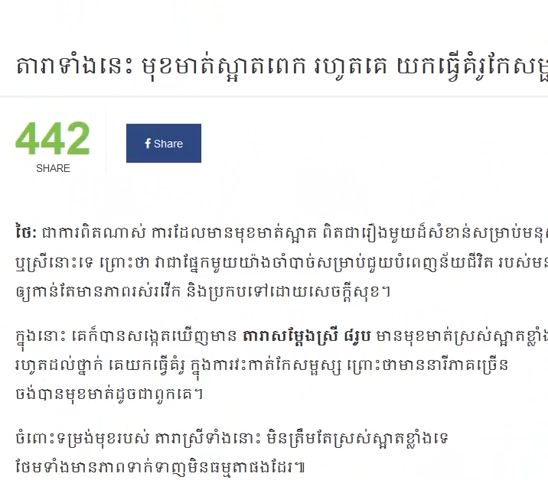 តារាទាំងនេះ មុខមាត់ស្អាតពេក រហូតគេ យកធ្វើគំរូកែសម្ផ
442
SHARE
Share
ថៃ: ជាការពិតណាស់ ការដែលមានមុខមាត់ស្អាត ពិតជារឿងមួយដ៏សំខាន់សម្រាប់មនុស
ឬស្រីនោះទេ ព្រោះថា វាជាផ្នែកមួយយ៉ាងចាំបាច់សម្រាប់ជួយបំពេញន័យជីវិត របស់មន
ឲ្យកាន់តែមានភាពរស់រវើក និងប្រកបទៅដោយសេចក្ដីសុខ។
ក្នុងនោះ គេក៏បានសង្កេតឃើញមាន តារាសម្ដែងស្រី ៨រូប មានមុខមាត់ស្រស់ស្អាតខ្លាំង
រហូតដល់ថ្នាក់ គេយកធ្វើគំរូ ក្នុងការវះកាត់កែសម្ផស្ស ព្រោះថាមាននារីភាគច្រើន
ចង់បានមុខមាត់ដូចជាពួកគេ។
ចំពោះទម្រង់មុខរបស់ តារាស្រីទាំងនោះ មិនត្រឹមតែស្រស់ស្អាតខ្លាំងទេ
ថែមទាំងមានភាពទាក់ទាញមិនធម្មតាផងដែរ៕